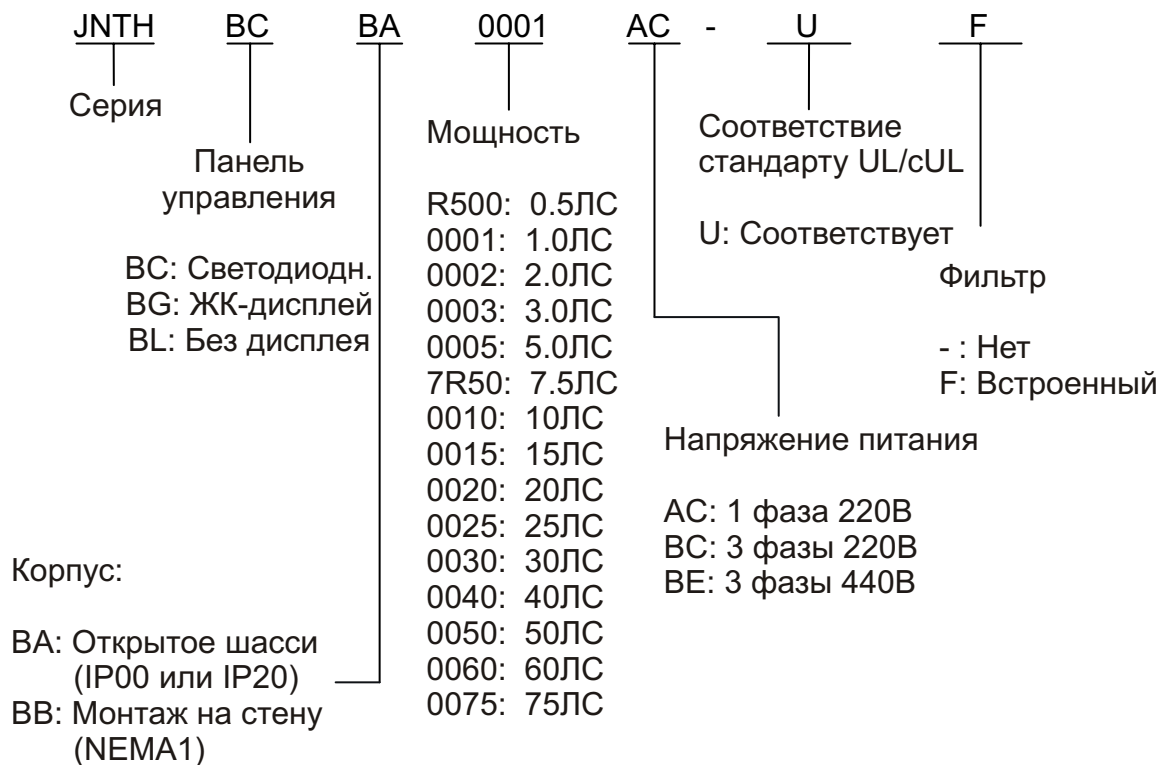 JNTH BC BA 0001 AC - U F
Серия
Панель
управления
BC: Светодиодн.
BG: ЖК-дисплей
BL: Без дисплея
Корпус:
BA: Открытое шасси
(IP00 или IP20)
BB: Монтаж на стену
(NEMA1)
Мощность
R500: 0.5ЛС
0001: 1.0ЛС
0002: 2.0ЛС
0003: 3.0ЛС
0005: 5.0ЛС
7R50: 7.5ЛС
0010: 10ЛС
0015: 15ЛС
0020: 20ЛС
0025: 25ЛС
0030: 30ЛС
0040: 40ЛС
0050: 50ЛС
0060: 60ЛС
0075: 75ЛС
Напряжение питания
AC: 1 фаза 220В
BC: 3 фазы 220В
BE: 3 фазы 440В
Соответствие
стандарту UL/cUL
U: Соответствует
Фильтр
- : Нет
F: Встроенный